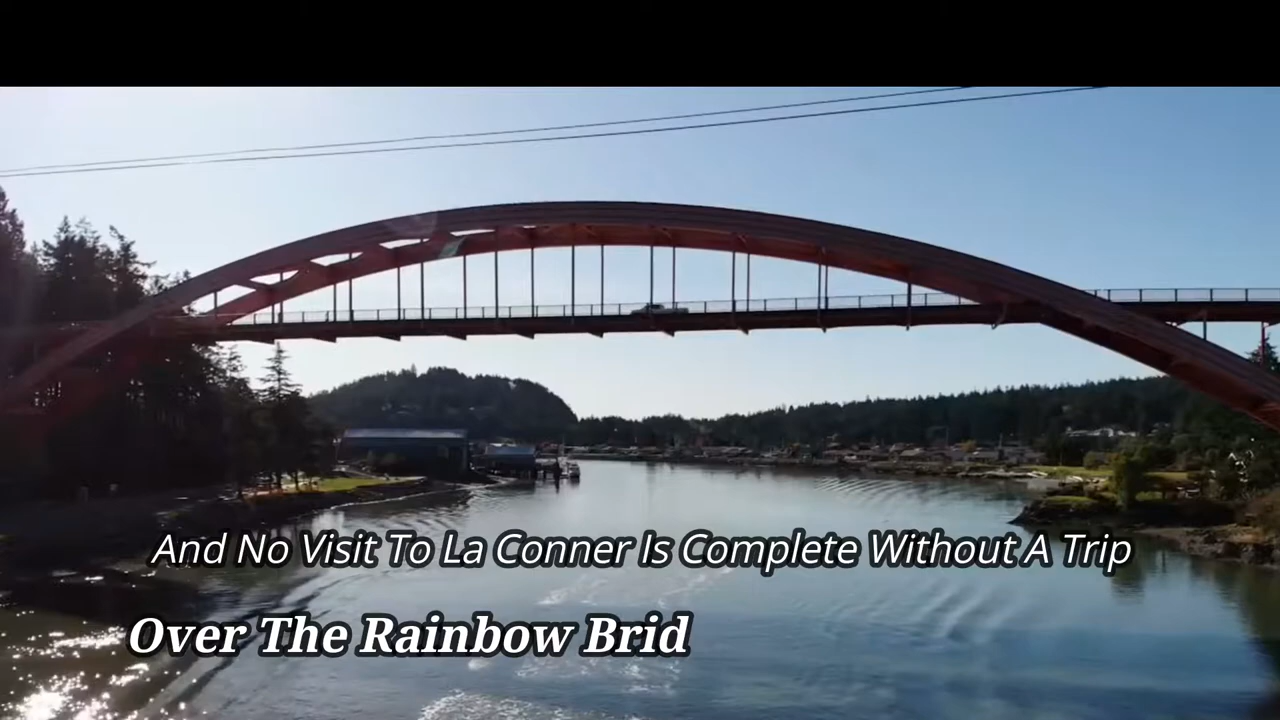 And No Visit To La Conner Is Complete Without A Trip
Over The Rainbow Brid